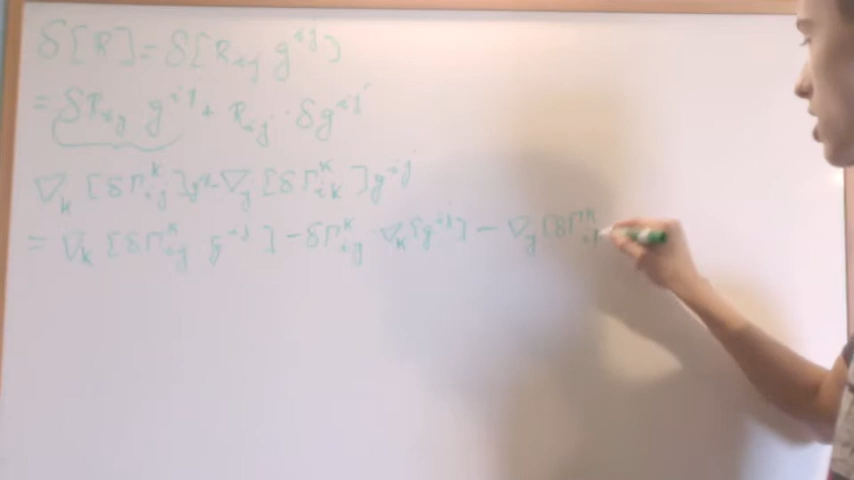 δ[R] = δ[R_{ij} g^{ij})
= δR_{ij} g^{ij} + R_{ij} · δg^{ij}
∇_k [δΓ^k_{ij}] g^{ij} - ∇_j [δΓ^k_{ik}] g^{ij}
= ∇_k [δΓ^k_{ij} g^{ij}] - δΓ^k_{ij} ∇_k [g^{ij}] - ∇_j [δΓ^k_i